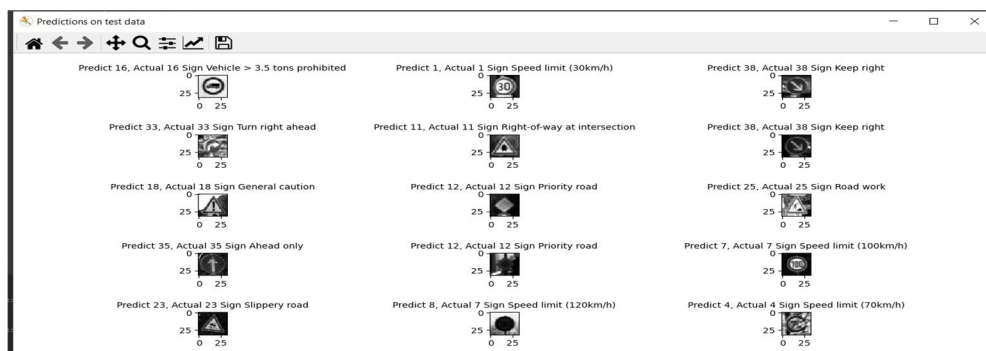 Predictions on test data
Predict 16, Actual 16 Sign Vehicle > 3.5 tons prohibited
0
25
0 25
Predict 1, Actual 1 Sign Speed limit (30km/h)
0
25
30
0 25
Predict 38, Actual 38 Sign Keep right
0
25
0 25
Predict 33, Actual 33 Sign Turn right ahead
0
25
0 25
Predict 11, Actual 11 Sign Right-of-way at intersection
0
25
0 25
Predict 38, Actual 38 Sign Keep right
0
25
0 25
Predict 18, Actual 18 Sign General caution
0
25
0 25
Predict 12, Actual 12 Sign Priority road
0
25
0 25
Predict 25, Actual 25 Sign Road work
0
25
0 25
Predict 35, Actual 35 Sign Ahead only
0
25
0 25
Predict 12, Actual 12 Sign Priority road
0
25
0 25
Predict 7, Actual 7 Sign Speed limit (100km/h)
0
25
100
0 25
Predict 23, Actual 23 Sign Slippery road
0
25
0 25
Predict 8, Actual 7 Sign Speed limit (120km/h)
0
25
0 25
Predict 4, Actual 4 Sign Speed limit (70km/h)
0
25
0 25